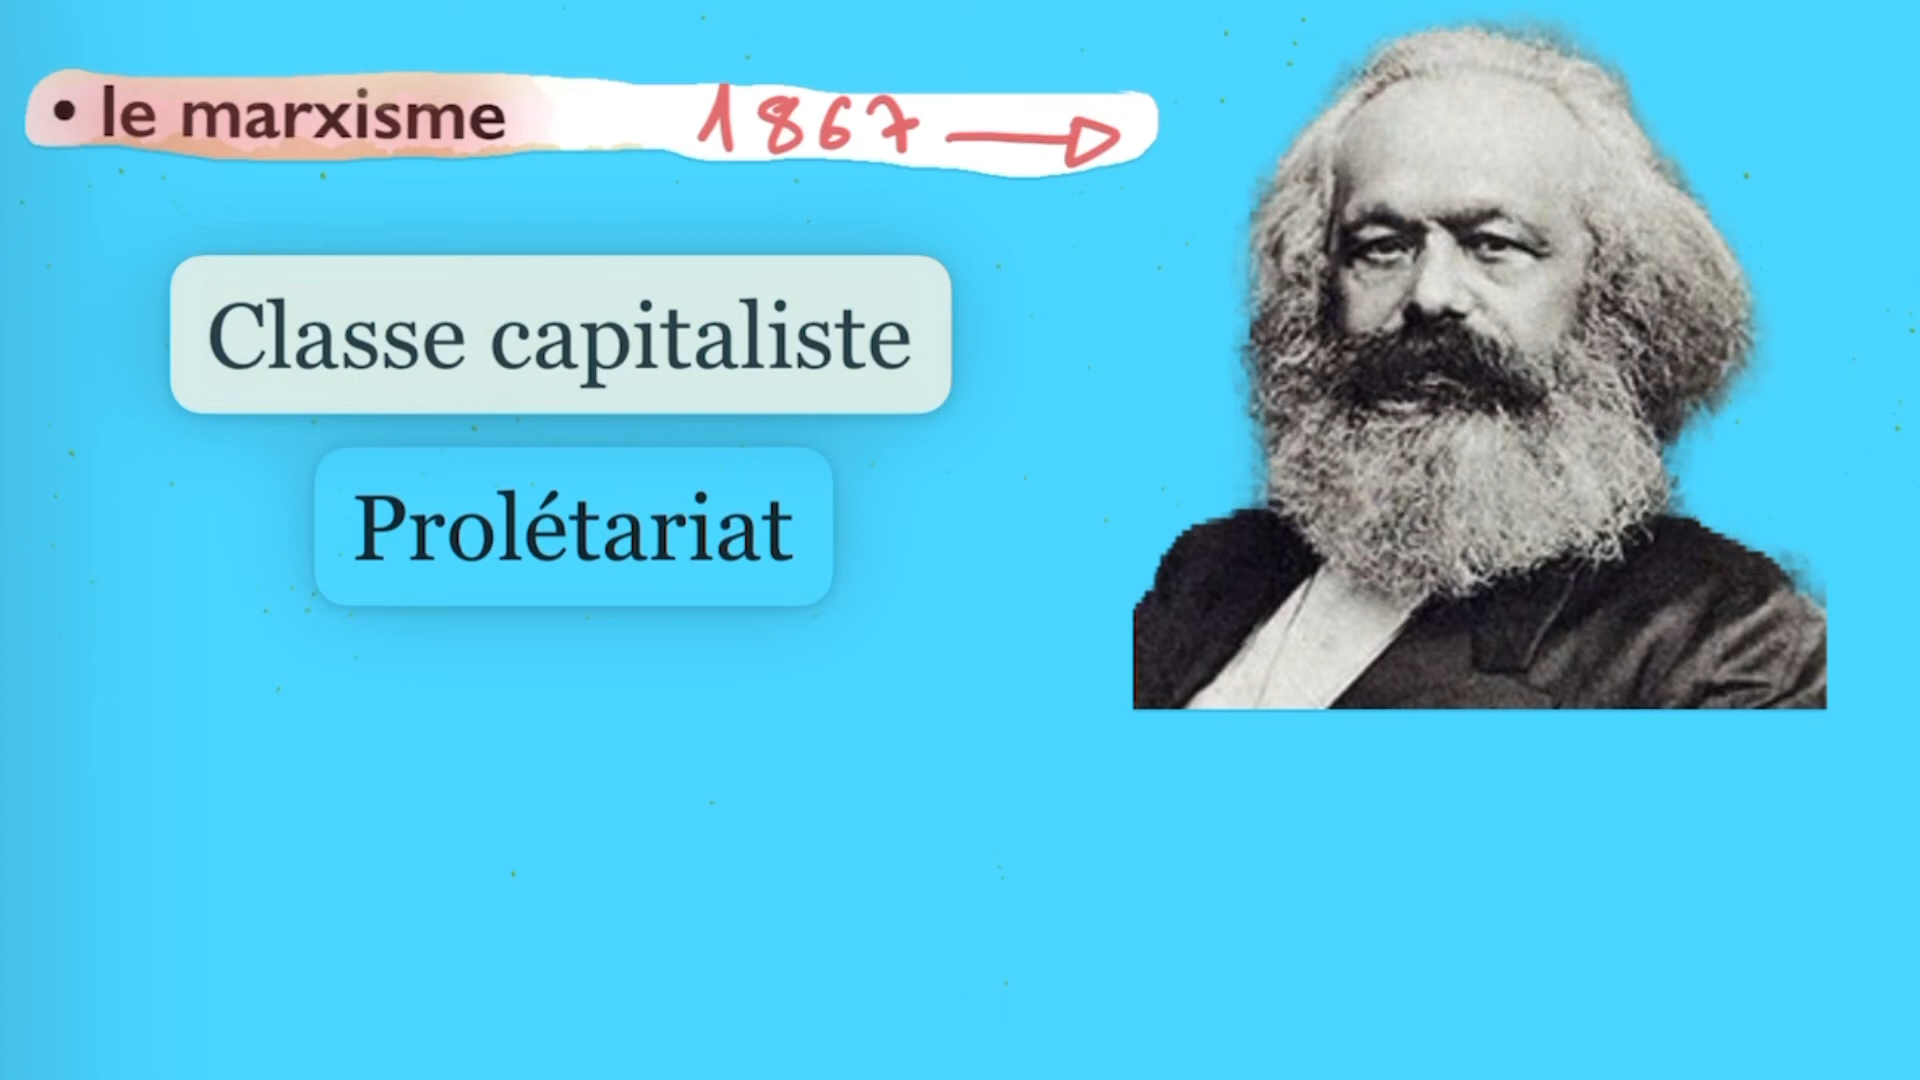 • le marxisme 1867 →
Classe capitaliste
Prolétariat